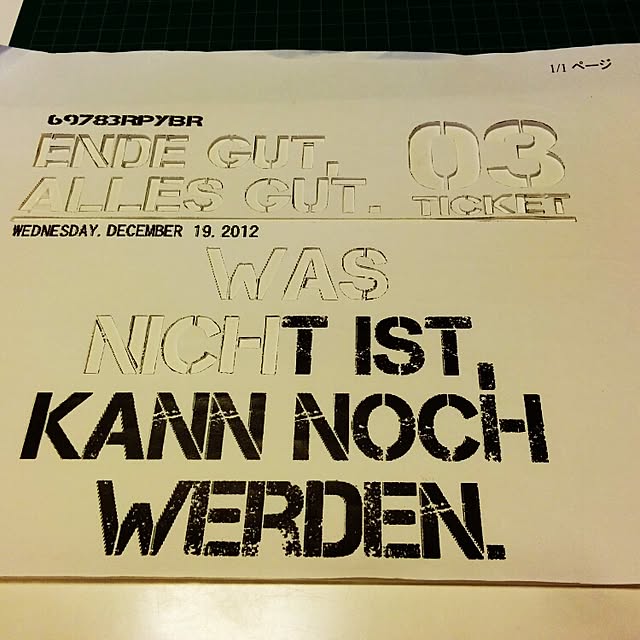 1/1 ページ
69783RPYBR
ENDE GUT,
ALLES GUT.
03
TICKET
WEDNESDAY, DECEMBER 19, 2012
WAS
NICHT IST,
KANN NOCH
WERDEN.